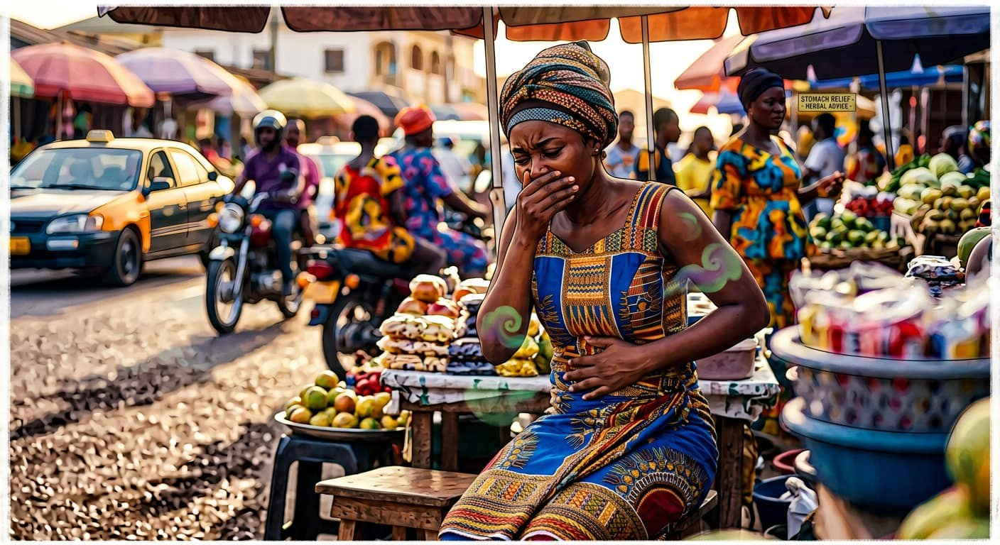 STOMACH RELIEF -
HERBAL ADVICE -